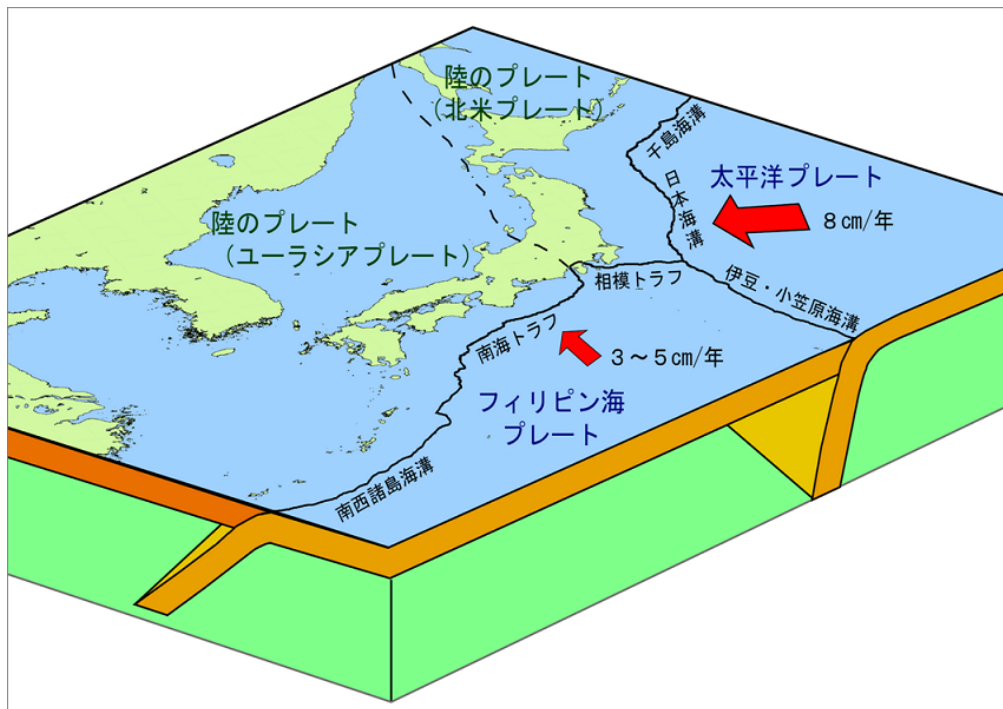 陸のプレート
（北米プレート）
千島海溝
太平洋プレート
日本海溝
8㎝/年
陸のプレート
（ユーラシアプレート）
相模トラフ
伊豆・小笠原海溝
南海トラフ
3～5㎝/年
フィリピン海
プレート
南西諸島海溝